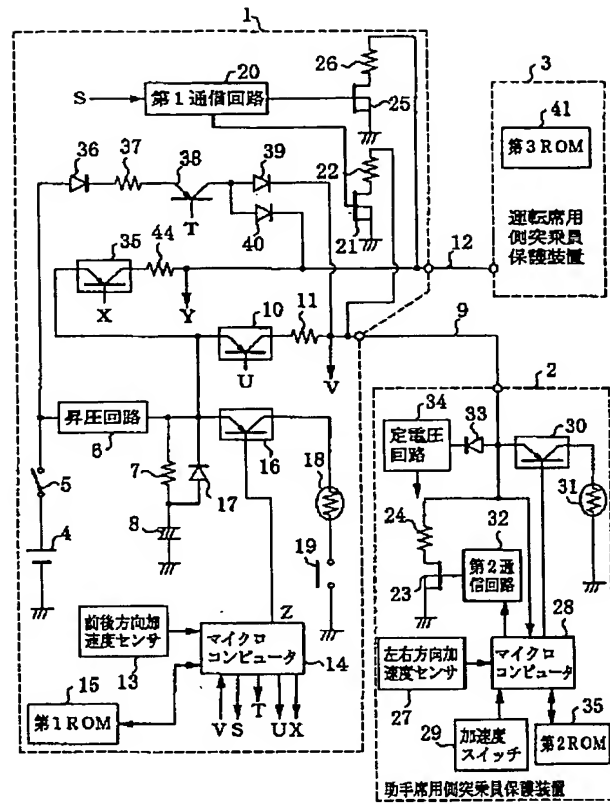 1
20
26
S
第1通信回路
25
3
41
第3ROM
運転席用
側突乗員
保護装置
36
37
38
39
22
T
40
21
35
44
12
X
Y
10
11
9
U
V
2
昇圧回路
6
16
34
定電圧
回路
33
30
5
7
17
18
31
24
32
4
8
19
第2通
信回路
23
前後方向加
速度センサ
13
Z
マイクロ
コンピュータ
14
28
左右方向加
速度センサ
27
マイクロ
コンピュータ
15
第1ROM
V S T U X
加速度
スイッチ
29
35
第2ROM
助手席用側突乗員保護装置